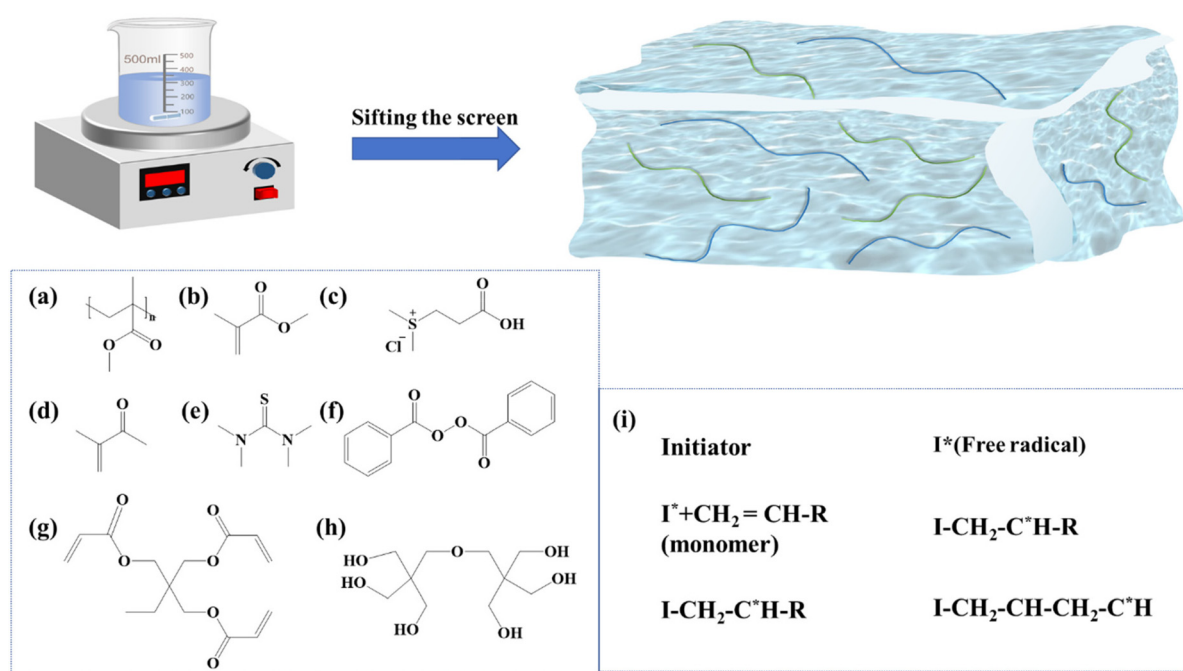 500ml
500
400
300
200
100
Sifting the screen
(a)
n
O
O
(b)
O
O
(c)
O
OH
S
+
Cl⁻
(d)
O
(e)
S
N
N
(f)
O
O
O
O
(g)
O
O
O
O
O
O
(h)
HO
HO
HO
O
OH
OH
OH
(i)
Initiator
I*(Free radical)
I*+CH₂ = CH-R
(monomer)
I-CH₂-C*H-R
I-CH₂-C*H-R
I-CH₂-CH-CH₂-C*H